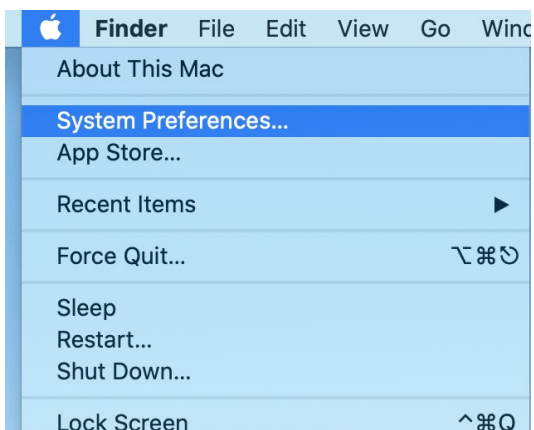 Finder File Edit View Go
About This Mac
System Preferences...
App Store...
Recent Items ▶
Force Quit... ⌥⌘⎋
Sleep
Restart...
Shut Down...
Lock Screen ^⌘Q